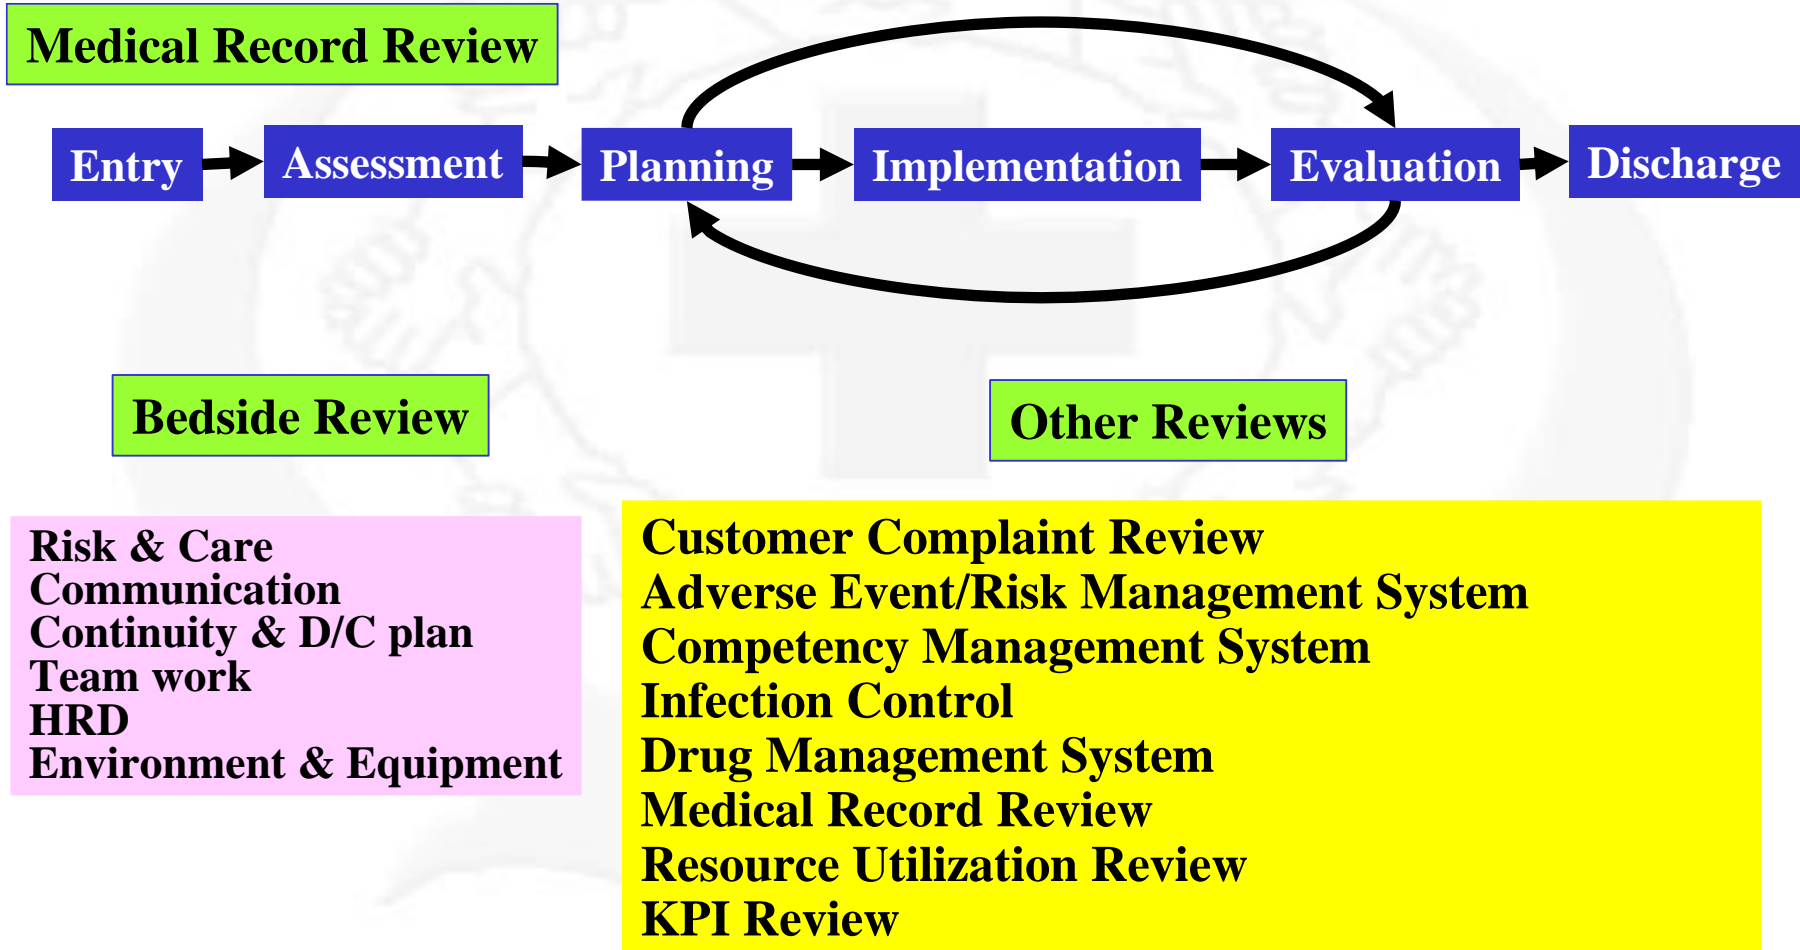 Medical Record Review
Entry
Assessment
Planning
Implementation
Evaluation
Discharge
Bedside Review
Risk & Care
Communication
Continuity & D/C plan
Team work
HRD
Environment & Equipment
Other Reviews
Customer Complaint Review
Adverse Event/Risk Management System
Competency Management System
Infection Control
Drug Management System
Medical Record Review
Resource Utilization Review
KPI Review